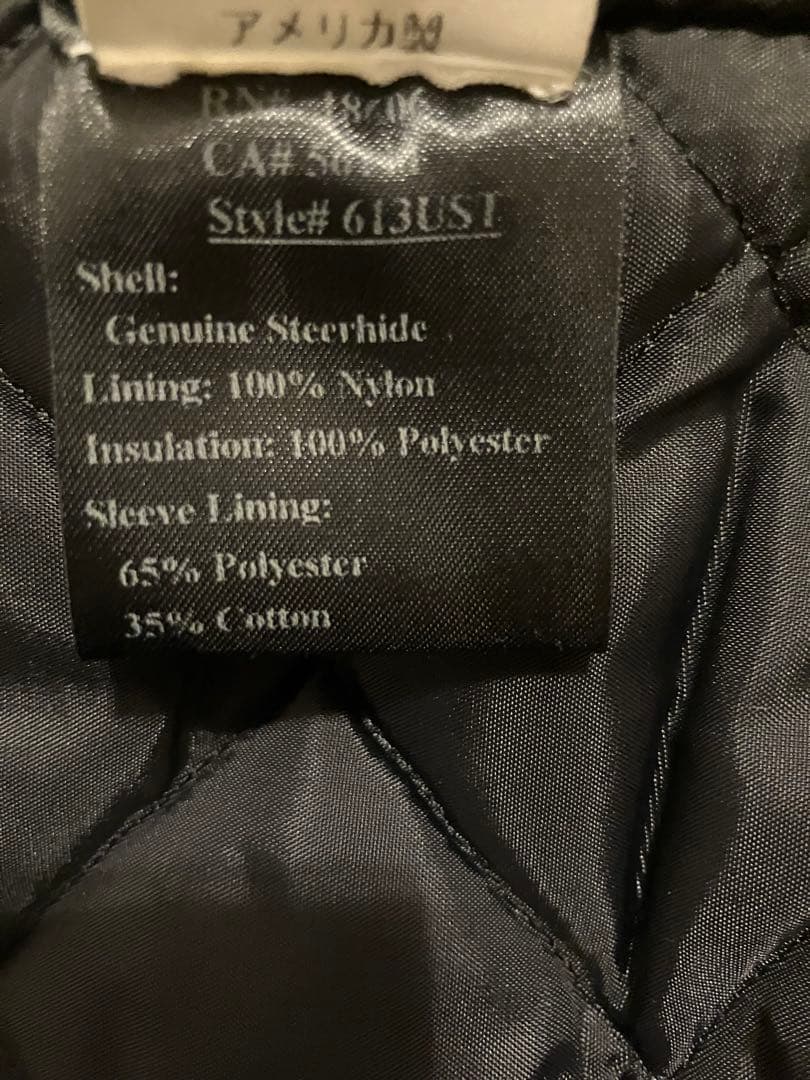 アメリカ製
RN#
CA#
Style# 613UST
Shell:
Genuine Steerhide
Lining: 100% Nylon
Insulation: 100% Polyester
Sleeve Lining:
65% Polyester
35% Cotton